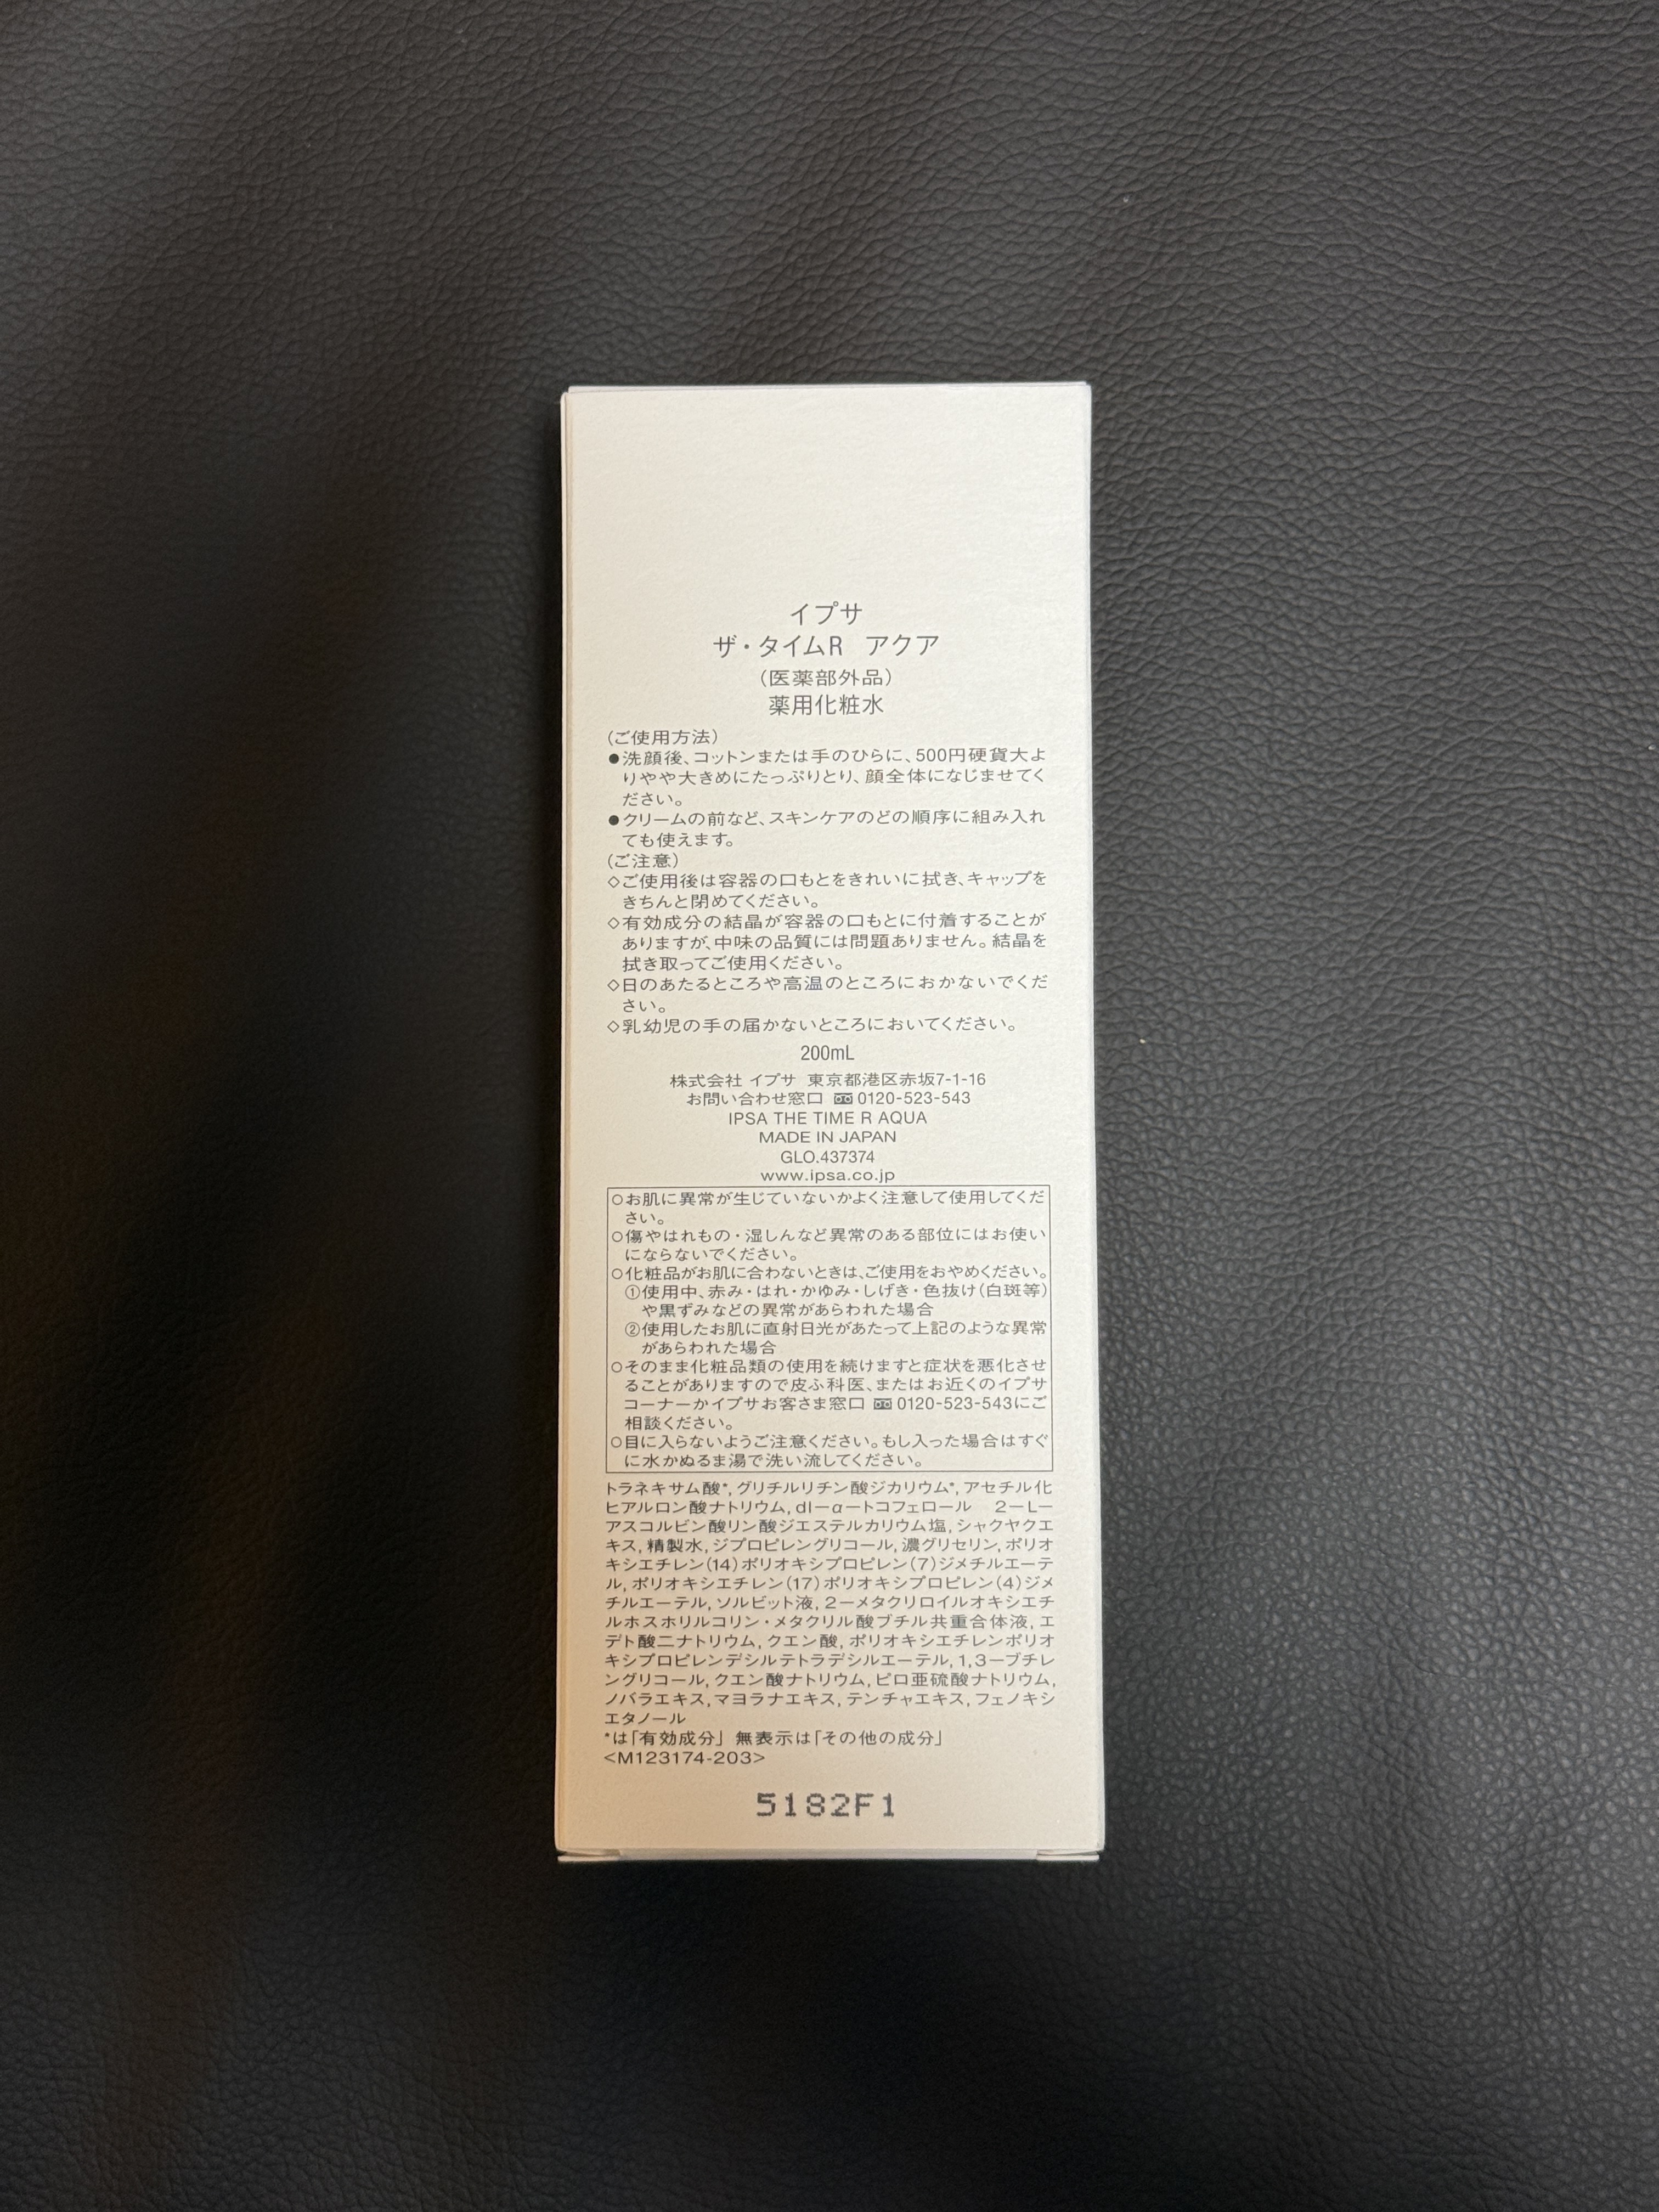 イプサ
ザ・タイムR アクア
（医薬部外品）
薬用化粧水
（ご使用方法）
●洗顔後、コットンまたは手のひらに、500円硬貨大よ
りやや大きめにたっぷりとり、顔全体になじませてく
ださい。
●クリームの前など、スキンケアのどの順序に組み入れ
ても使えます。
（ご注意）
◇ご使用後は容器の口もとをきれいに拭き、キャップを
きちんと閉めてください。
◇有効成分の結晶が容器の口もとに付着することが
ありますが、中味の品質には問題ありません。結晶を
拭き取ってご使用ください。
◇日のあたるところや高温のところにおかないでくだ
さい。
◇乳幼児の手の届かないところにおいてください。
200mL
株式会社 イプサ 東京都港区赤坂7-1-16
お問い合わせ窓口 0120-523-543
IPSA THE TIME R AQUA
MADE IN JAPAN
GLO.437374
www.ipsa.co.jp
○お肌に異常が生じていないかよく注意して使用してくだ
さい。
○傷やはれもの・湿しんなど異常のある部位にはお使い
にならないでください。
○化粧品がお肌に合わないときは、ご使用をおやめください。
①使用中、赤み・はれ・かゆみ・しげき・色抜け（白斑等）
や黒ずみなどの異常があらわれた場合
②使用したお肌に直射日光があたって上記のような異常
があらわれた場合
○そのまま化粧品類の使用を続けますと症状を悪化させ
ることがありますので皮ふ科医、またはお近くのイプサ
コーナーかイプサお客さま窓口 0120-523-543にご
相談ください。
○目に入らないようご注意ください。もし入った場合はすぐ
に水かぬるま湯で洗い流してください。
トラネキサム酸*, グリチルリチン酸ジカリウム*, アセチル化
ヒアルロン酸ナトリウム, dl－α－トコフェロール 2－L－
アスコルビン酸リン酸ジエステルカリウム塩, シャクヤクエ
キス, 精製水, ジプロピレングリコール, 濃グリセリン, ポリオ
キシエチレン（14）ポリオキシプロピレン（7）ジメチルエーテ
ル, ポリオキシエチレン（17）ポリオキシプロピレン（4）ジメ
チルエーテル, ソルビット液, 2－メタクリロイルオキシエチ
ルホスホリルコリン・メタクリル酸ブチル共重合体液, エ
デト酸二ナトリウム, クエン酸, ポリオキシエチレンポリオ
キシプロピレンデシルテトラデシルエーテル, 1,3－ブチレ
ングリコール, クエン酸ナトリウム, ピロ亜硫酸ナトリウム,
ノバラエキス, マヨラナエキス, テンチャエキス, フェノキシ
エタノール
*は「有効成分」 無表示は「その他の成分」
<M123174-203>
5182F1